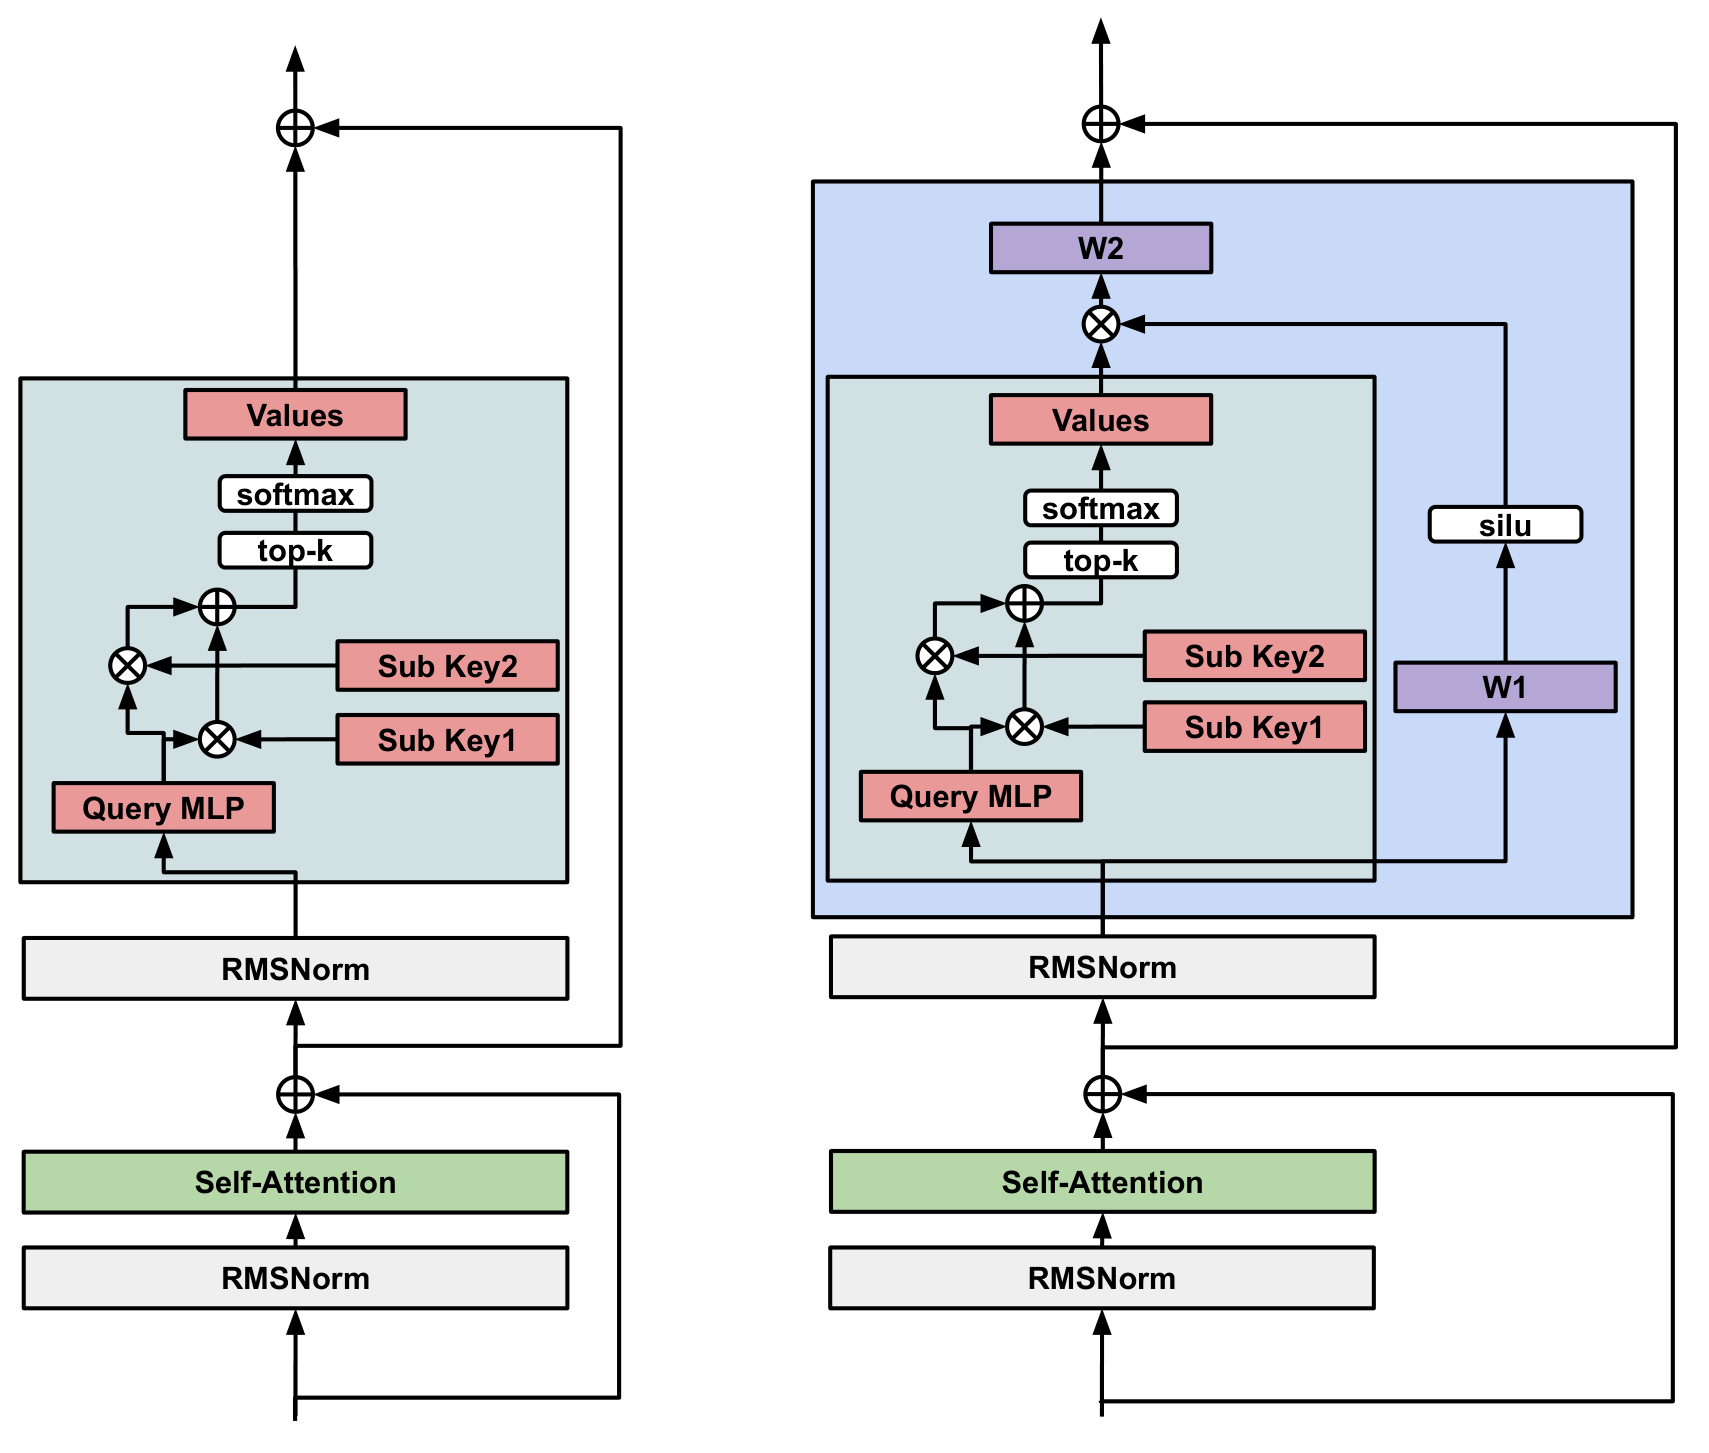 Values
softmax
top-k
Sub Key2
Sub Key1
Query MLP
RMSNorm
Self-Attention
RMSNorm
W2
Values
softmax
silu
top-k
Sub Key2
W1
Sub Key1
Query MLP
RMSNorm
Self-Attention
RMSNorm